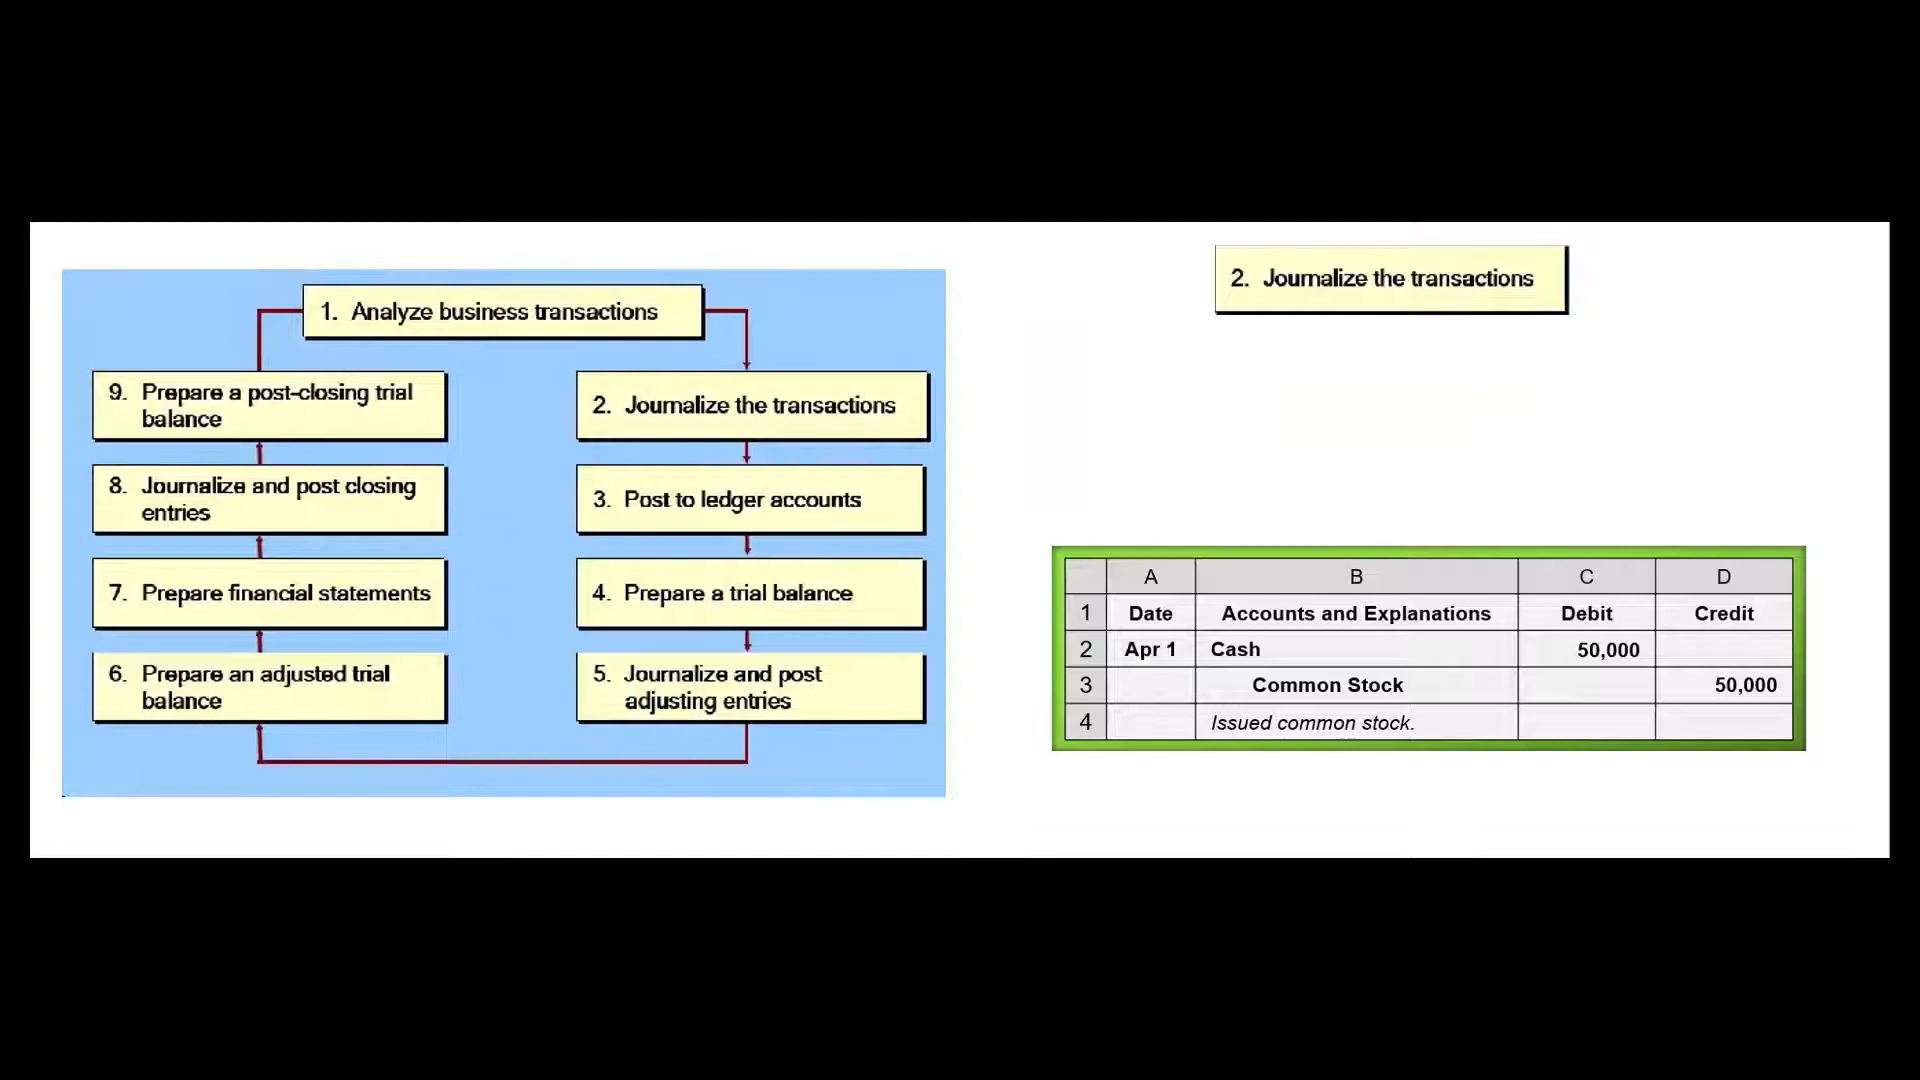 1. Analyze business transactions
2. Journalize the transactions
3. Post to ledger accounts
4. Prepare a trial balance
5. Journalize and post
adjusting entries
6. Prepare an adjusted trial
balance
7. Prepare financial statements
8. Journalize and post closing
entries
9. Prepare a post-closing trial
balance
2. Journalize the transactions
A B C D
1 Date Accounts and Explanations Debit Credit
2 Apr 1 Cash 50,000
3 Common Stock 50,000
4 Issued common stock.